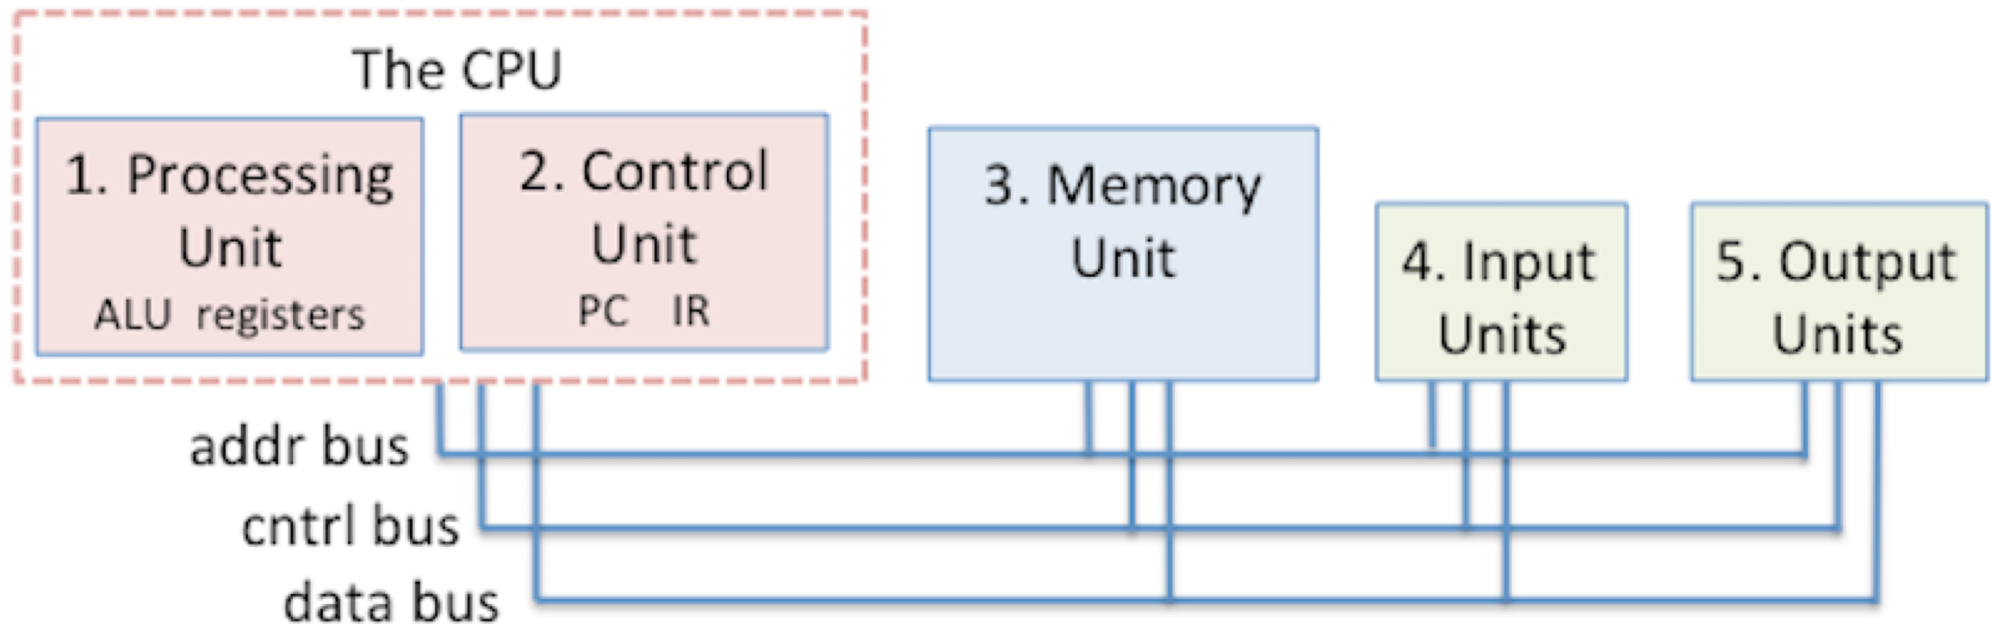 The CPU
1. Processing
Unit
ALU registers
2. Control
Unit
PC IR
3. Memory
Unit
4. Input
Units
5. Output
Units
addr bus
cntrl bus
data bus